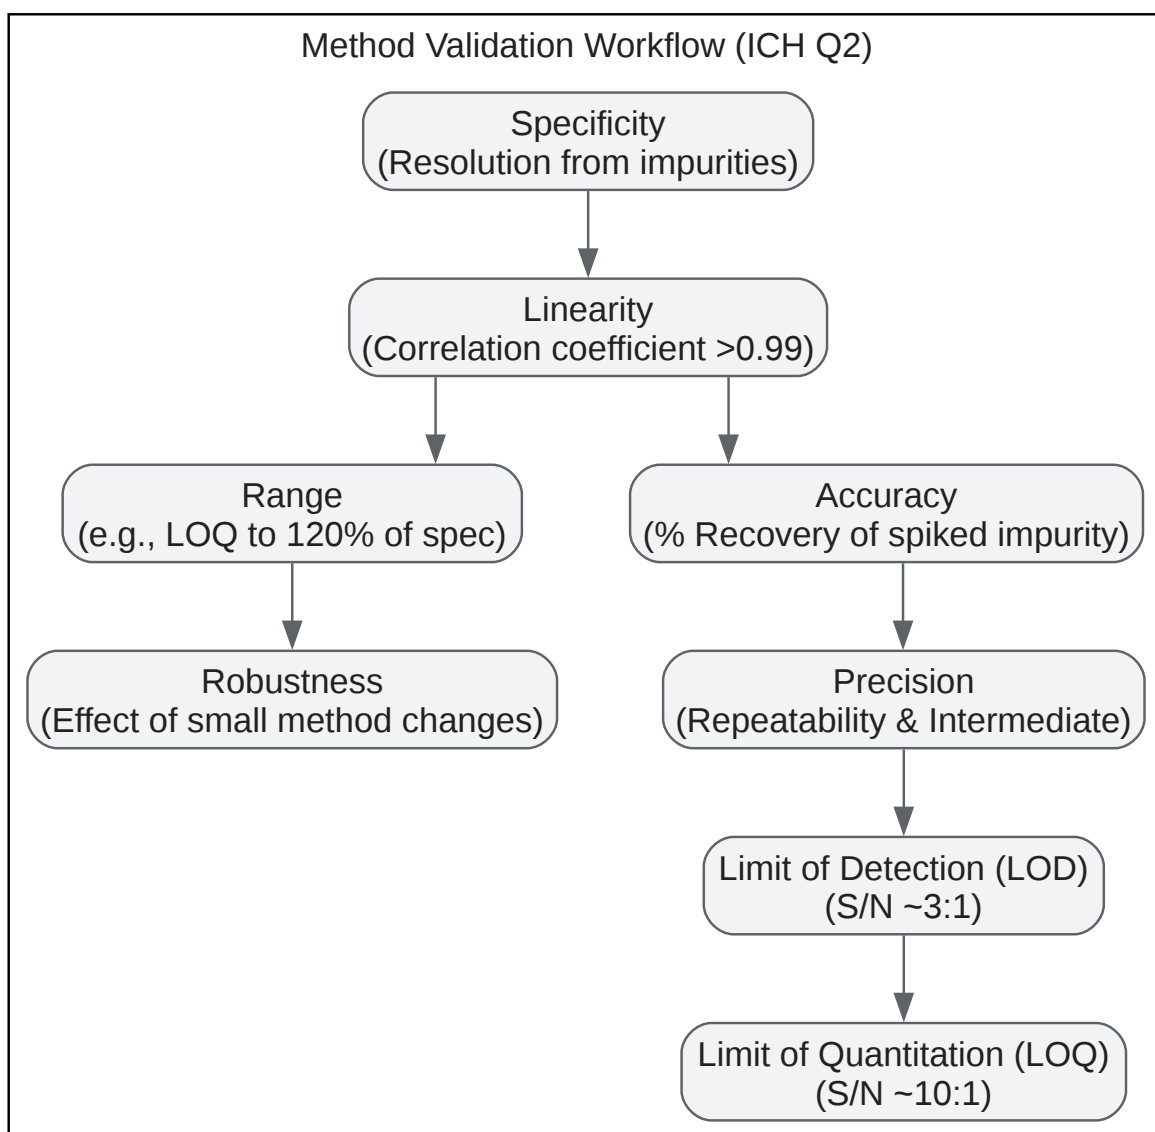 Method Validation Workflow (ICH Q2)
Specificity
(Resolution from impurities)
Linearity
(Correlation coefficient >0.99)
Range
(e.g., LOQ to 120% of spec)
Accuracy
(% Recovery of spiked impurity)
Robustness
(Effect of small method changes)
Precision
(Repeatability & Intermediate)
Limit of Detection (LOD)
(S/N ~3:1)
Limit of Quantitation (LOQ)
(S/N ~10:1)